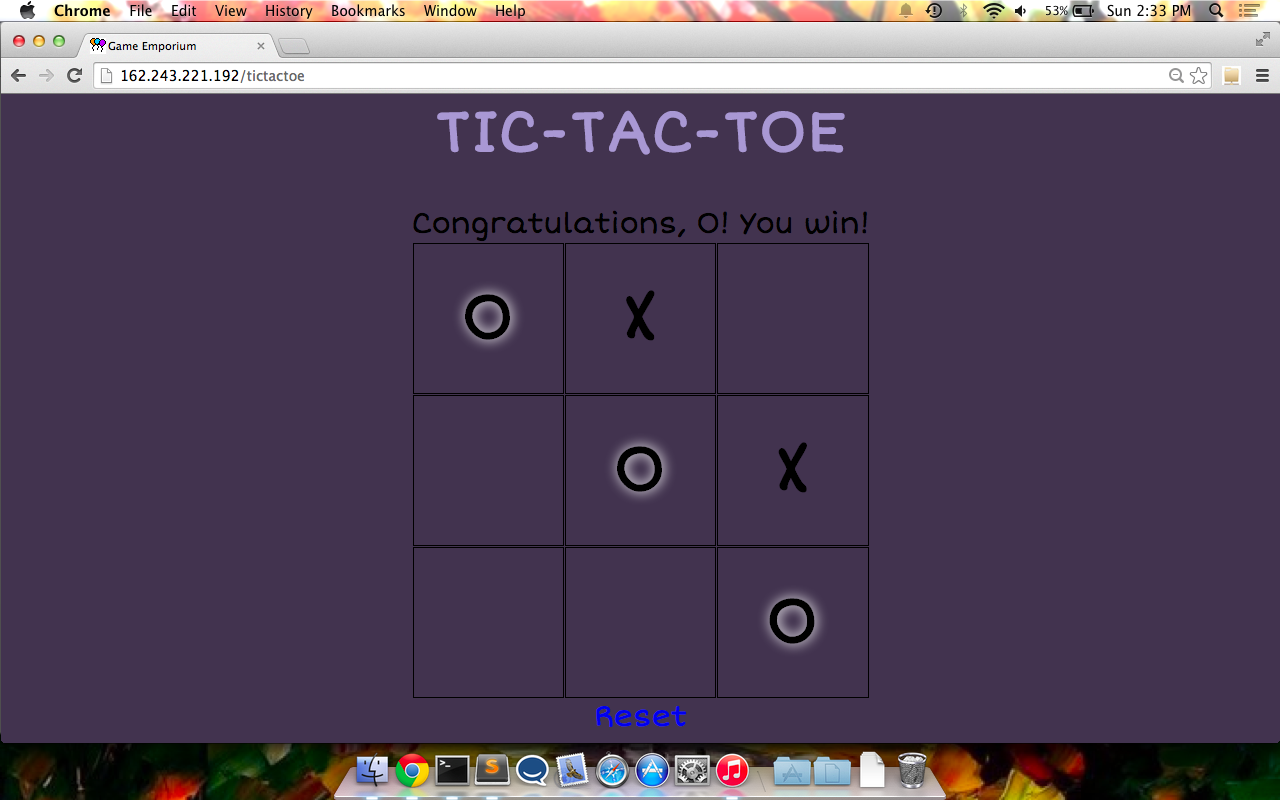 Chrome File Edit View History Bookmarks Window Help 53% Sun 2:33 PM
Game Emporium
162.243.221.192/tictactoe
TIC-TAC-TOE
Congratulations, O! You win!
O X
O X
O
Reset